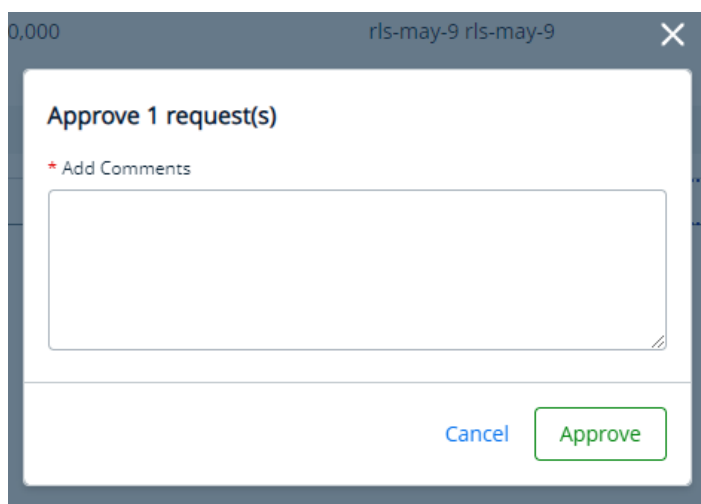 0,000 rls-may-9 rls-may-9
Approve 1 request(s)
* Add Comments
Cancel Approve